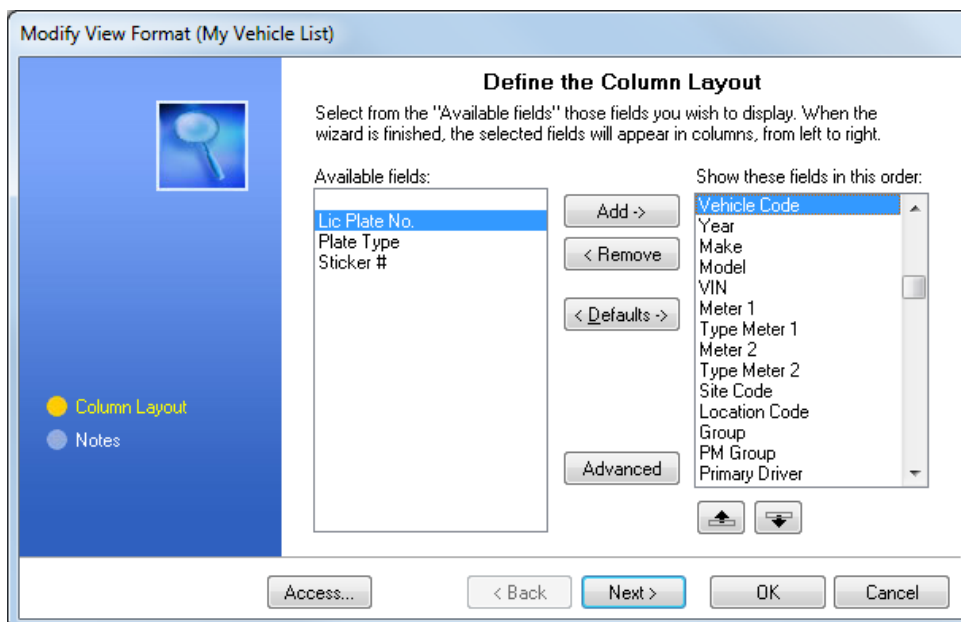 Modify View Format (My Vehicle List)
Define the Column Layout
Select from the "Available fields" those fields you wish to display. When the
wizard is finished, the selected fields will appear in columns, from left to right.
Available fields:
Lic Plate No.
Plate Type
Sticker #
Add ->
< Remove
< Defaults ->
Advanced
Show these fields in this order:
Vehicle Code
Year
Make
Model
VIN
Meter 1
Type Meter 1
Meter 2
Type Meter 2
Site Code
Location Code
Group
PM Group
Primary Driver
Column Layout
Notes
Access...
< Back
Next >
OK
Cancel